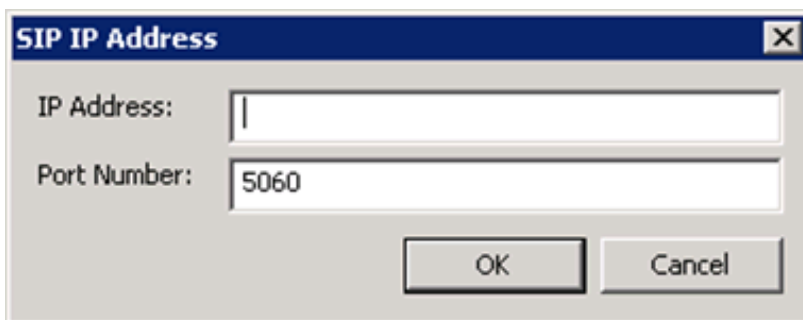 SIP IP Address
IP Address:
Port Number: 5060
OK Cancel